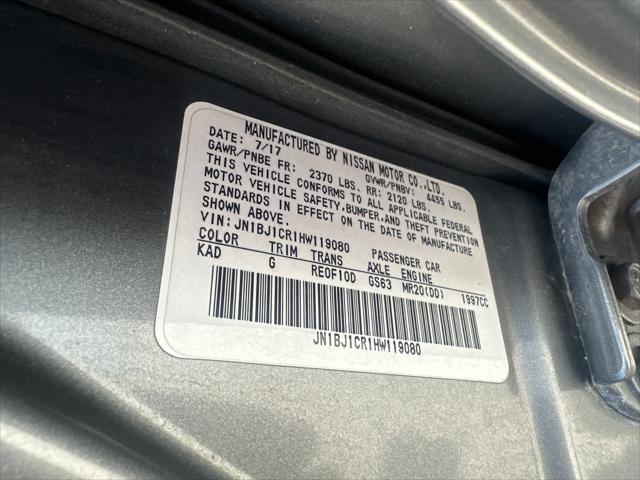 MANUFACTURED BY NISSAN MOTOR CO.,LTD.
DATE: 7/17 GVWR/PNBV: 4455 LBS.
GAWR/PNBE FR: 2370 LBS. RR: 2120 LBS.
THIS VEHICLE CONFORMS TO ALL APPLICABLE FEDERAL
MOTOR VEHICLE SAFETY,BUMPER,AND THEFT PREVENTION
STANDARDS IN EFFECT ON THE DATE OF MANUFACTURE
SHOWN ABOVE.
VIN: JN1BJ1CR1HW119080 PASSENGER CAR
COLOR TRIM TRANS AXLE ENGINE
KAD G RE0F10D GS63 MR20(DD) 1997CC
JN1BJ1CR1HW119080